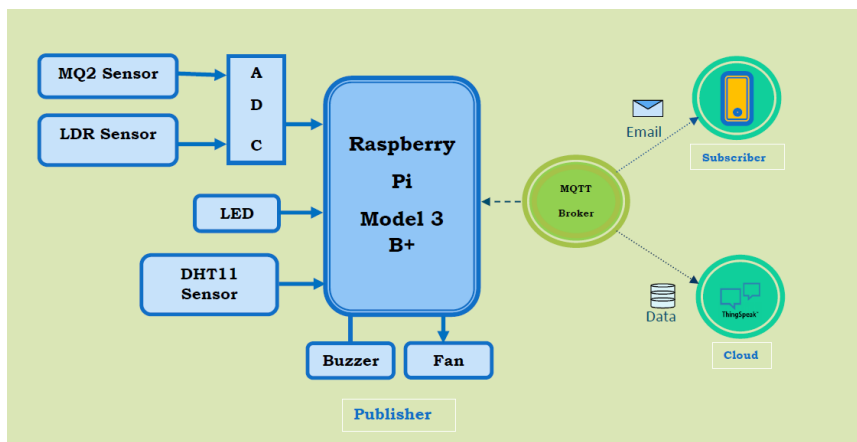 MQ2 Sensor
LDR Sensor
A
D
C
LED
DHT11
Sensor
Raspberry
Pi
Model 3
B+
Buzzer
Fan
Publisher
MQTT
Broker
Email
Subscriber
Data
ThingSpeak™
Cloud